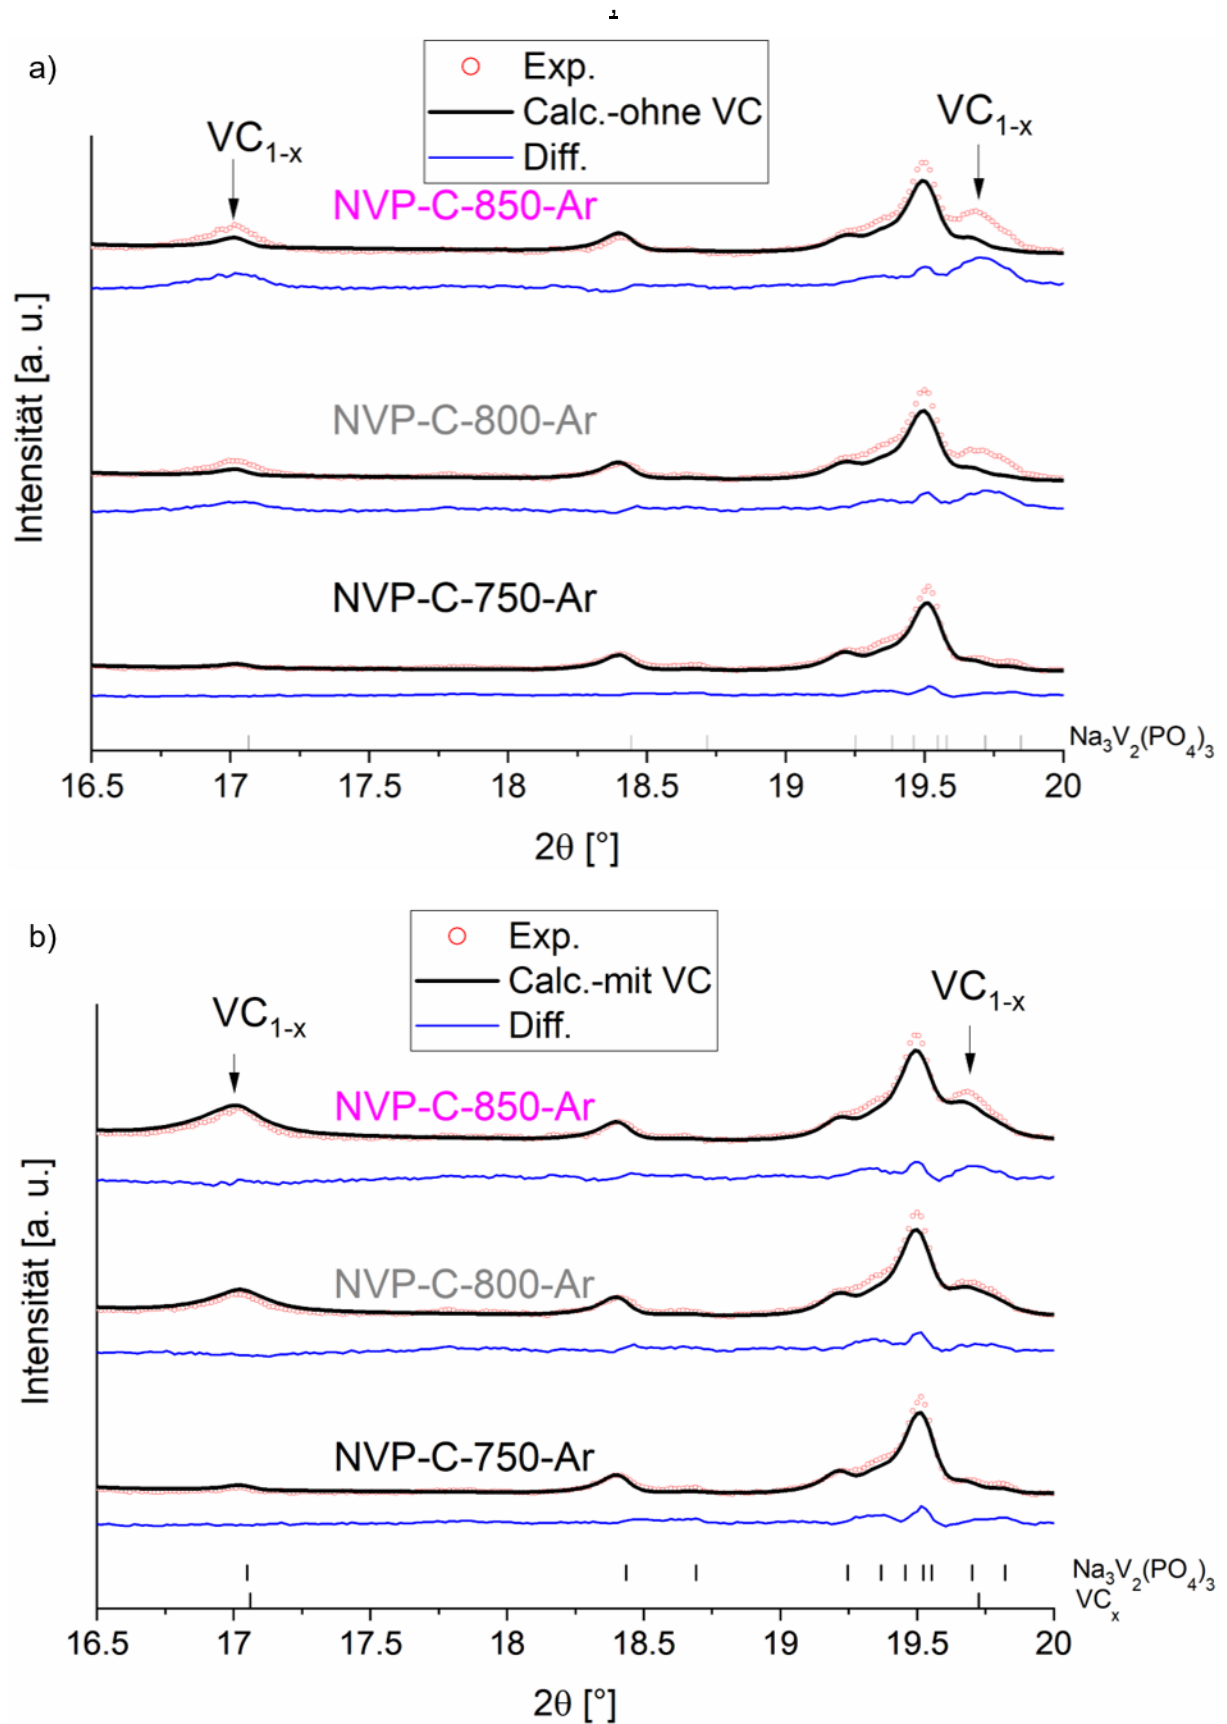 ,
a)
Exp.
Calc.-ohne VC
Diff.
VC1-x
VC1-x
NVP-C-850-Ar
NVP-C-800-Ar
NVP-C-750-Ar
Intensität [a. u.]
Na3V2(PO4)3
16.5 17 17.5 18 18.5 19 19.5 20
2θ [°]
b)
Exp.
Calc.-mit VC
Diff.
VC1-x
VC1-x
NVP-C-850-Ar
NVP-C-800-Ar
NVP-C-750-Ar
Intensität [a. u.]
Na3V2(PO4)3
VCx
16.5 17 17.5 18 18.5 19 19.5 20
2θ [°]